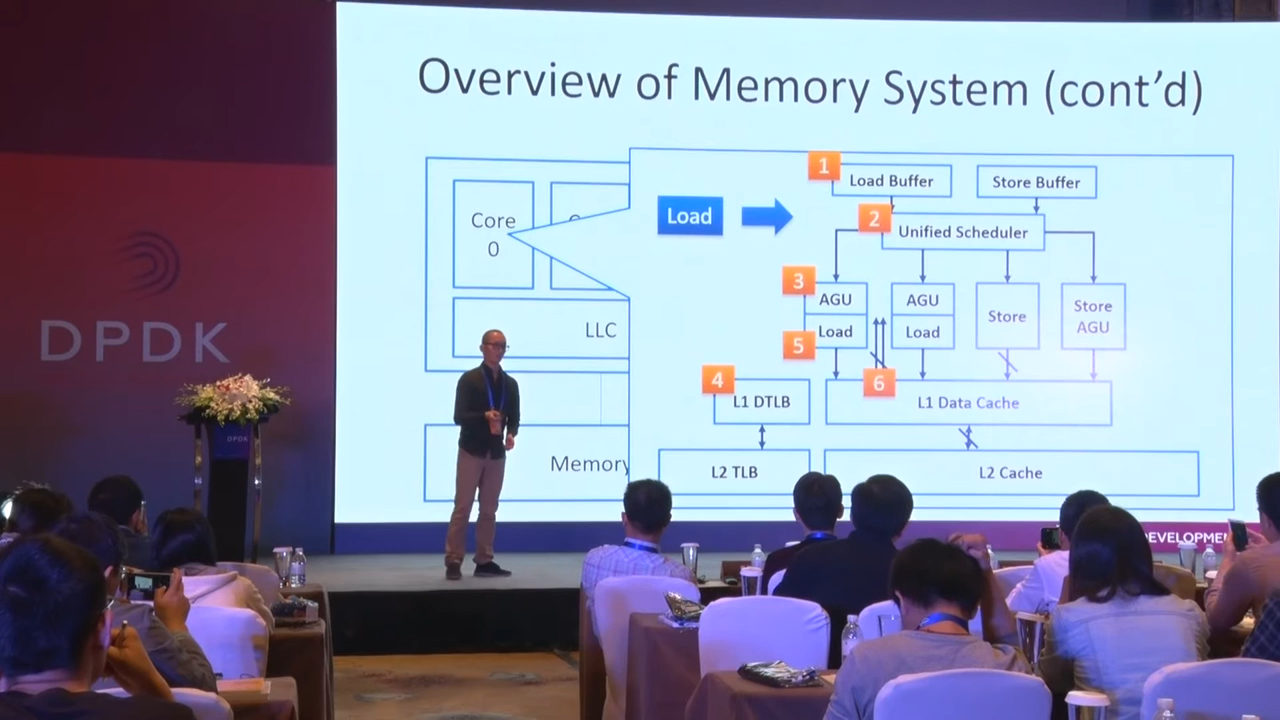 Overview of Memory System (cont'd)
1
Load Buffer
Store Buffer
Load
2
Unified Scheduler
Core
0
3
AGU
Load
5
AGU
Load
Store
Store
AGU
LLC
4
L1 DTLB
6
L1 Data Cache
Memory
L2 TLB
L2 Cache
DPDK
DPDK